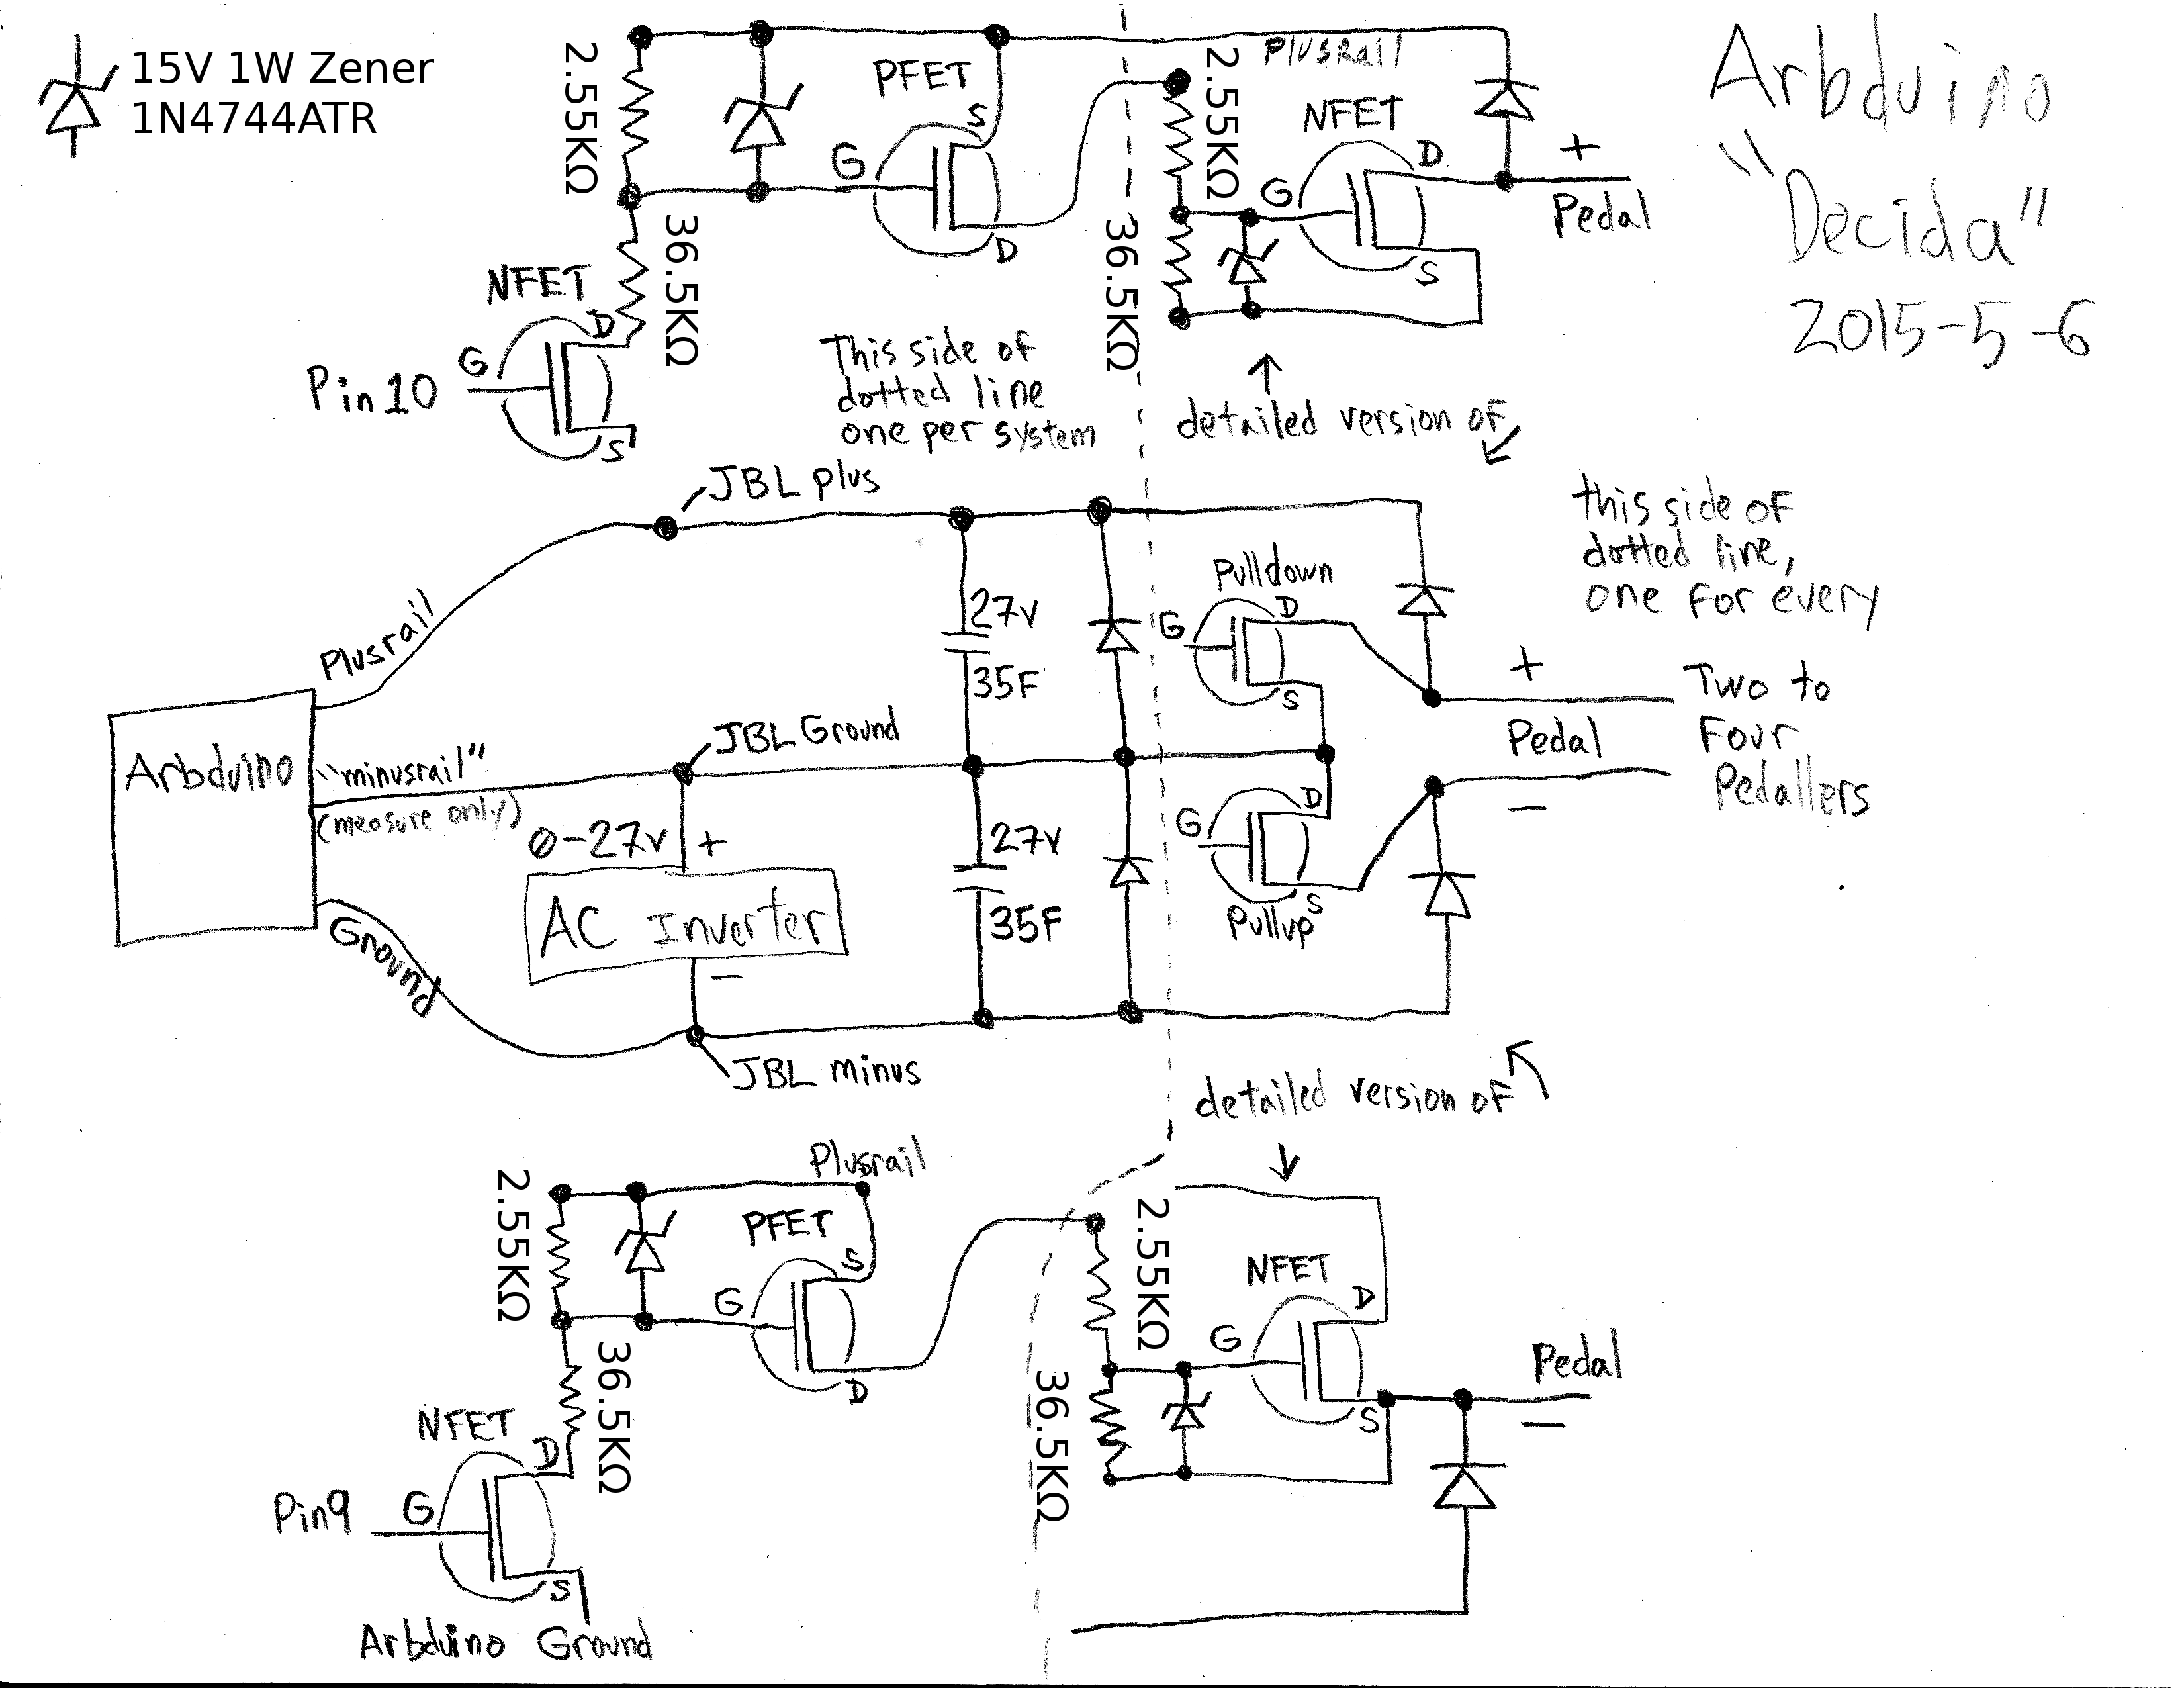 15V 1W Zener
1N4744ATR
2.55KΩ
PFET
S
G
D
36.5KΩ
NFET
D
G
S
Pin10
PlusRail
2.55KΩ
NFET
D
G
S
36.5KΩ
+
Pedal
Arbduino
"Decida"
2015-5-6
This side of
dotted line
one per system
detailed version of
JBL plus
this side of
dotted line,
one for every
Two to
Four
Pedallers
Plusrail
27v
35F
Pulldown
D
G
S
+
Pedal
−
Arbduino
"minusrail"
(measure only)
JBL Ground
0-27v
+
AC Inverter
−
27v
35F
D
G
S
Pullup
Ground
JBL minus
detailed version of
Plusrail
2.55KΩ
PFET
S
G
D
36.5KΩ
NFET
D
G
S
Pin9
Arbduino Ground
2.55KΩ
NFET
D
G
S
36.5KΩ
Pedal
−